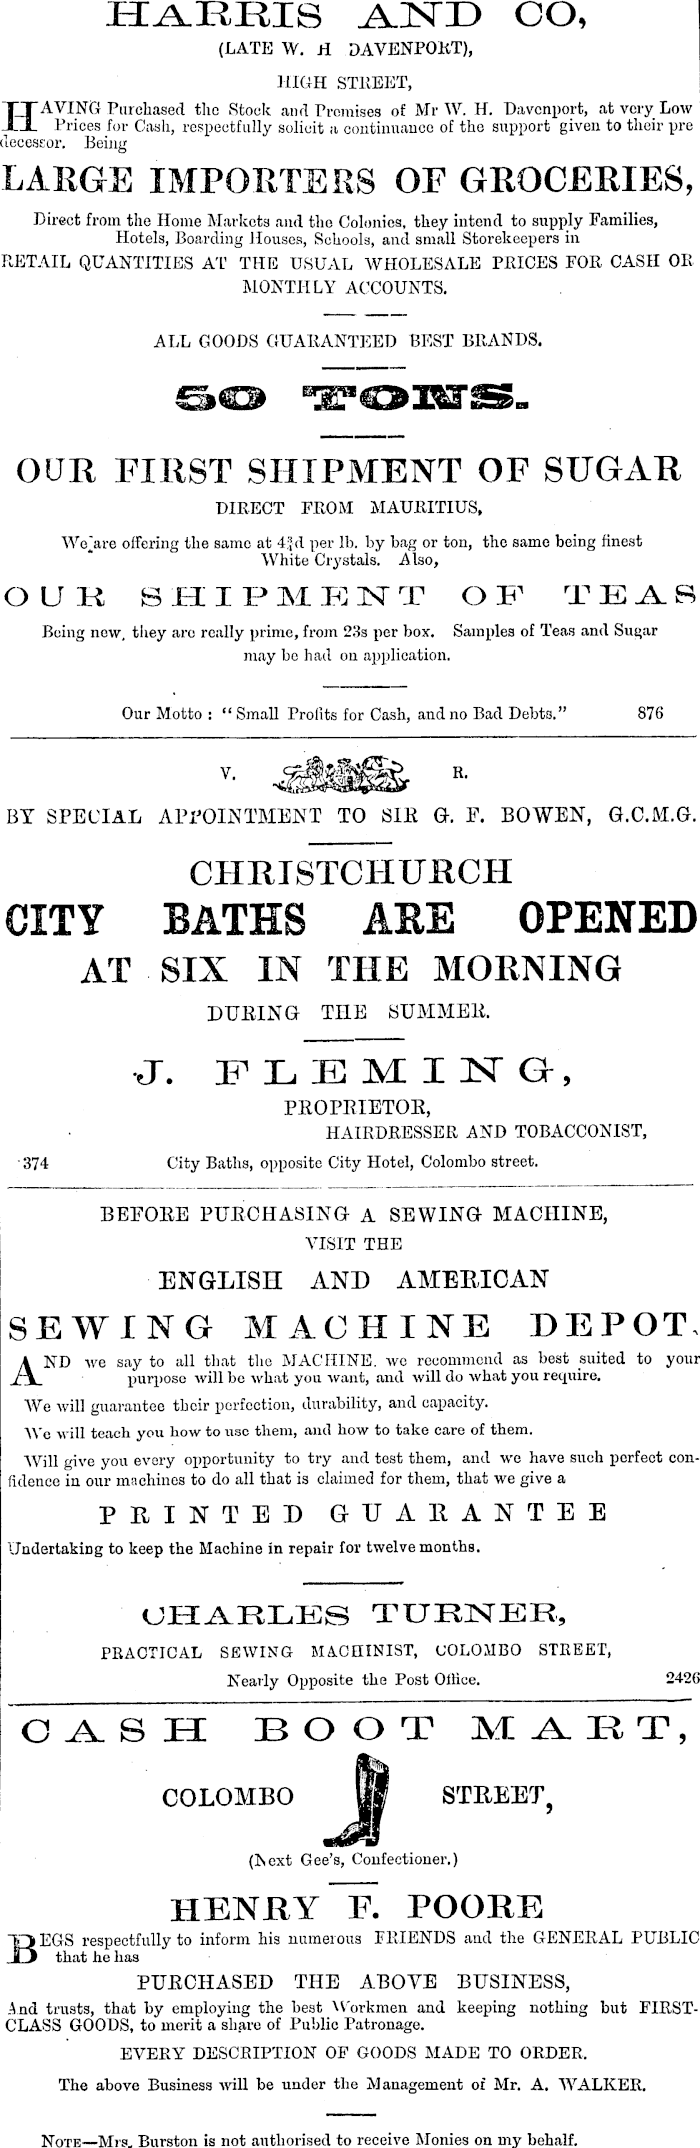 HARRIS AND CO,
(LATE W. H DAVENPORT),
HIGH STREET,
HAVING Purchased the Stock and Premises of Mr W. H. Davenport, at very Low
Prices for Cash, respectfully solicit a continuance of the support given to their pre
decessor. Being
LARGE IMPORTERS OF GROCERIES,
Direct from the Home Markets and the Colonies, they intend to supply Families,
Hotels, Boarding Houses, Schools, and small Storekeepers in
RETAIL QUANTITIES AT THE USUAL WHOLESALE PRICES FOR CASH OR
MONTHLY ACCOUNTS.
ALL GOODS GUARANTEED BEST BRANDS.
50 TONS.
OUR FIRST SHIPMENT OF SUGAR
DIRECT FROM MAURITIUS,
We are offering the same at 4¾d per lb. by bag or ton, the same being finest
White Crystals. Also,
OUR SHIPMENT OF TEAS
Being new, they are really prime, from 23s per box. Samples of Teas and Sugar
may be had on application.
Our Motto : “Small Profits for Cash, and no Bad Debts.” 876
V. R.
BY SPECIAL APPOINTMENT TO SIR G. F. BOWEN, G.C.M.G.
CHRISTCHURCH
CITY BATHS ARE OPENED
AT SIX IN THE MORNING
DURING THE SUMMER.
J. FLEMING,
PROPRIETOR,
HAIRDRESSER AND TOBACCONIST,
374 City Baths, opposite City Hotel, Colombo street.
BEFORE PURCHASING A SEWING MACHINE,
VISIT THE
ENGLISH AND AMERICAN
SEWING MACHINE DEPOT.
AND we say to all that the MACHINE. we recommend as best suited to your
purpose will be what you want, and will do what you require.
We will guarantee their perfection, durability, and capacity.
We will teach you how to use them, and how to take care of them.
Will give you every opportunity to try and test them, and we have such perfect con-
fidence in our machines to do all that is claimed for them, that we give a
PRINTED GUARANTEE
Undertaking to keep the Machine in repair for twelve months.
CHARLES TURNER,
PRACTICAL SEWING MACHINIST, COLOMBO STREET,
Nearly Opposite the Post Office. 2426
CASH BOOT MART,
COLOMBO STREET,
(Next Gee's, Confectioner.)
HENRY F. POORE
BEGS respectfully to inform his numerous FRIENDS and the GENERAL PUBLIC
that he has
PURCHASED THE ABOVE BUSINESS,
And trusts, that by employing the best Workmen and keeping nothing but FIRST-
CLASS GOODS, to merit a share of Public Patronage.
EVERY DESCRIPTION OF GOODS MADE TO ORDER.
The above Business will be under the Management of Mr. A. WALKER.
NOTE—Mrs. Burston is not authorised to receive Monies on my behalf.